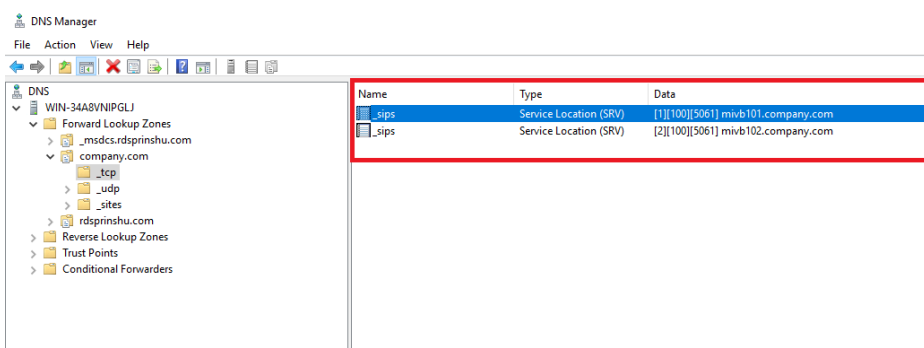 DNS Manager
File Action View Help
DNS
WIN-34A8VNIPGLJ
Forward Lookup Zones
_msdcs.rdsprinshu.com
company.com
_tcp
_udp
_sites
rdsprinshu.com
Reverse Lookup Zones
Trust Points
Conditional Forwarders
Name Type Data
_sips Service Location (SRV) [1][100][5061] mivb101.company.com
_sips Service Location (SRV) [2][100][5061] mivb102.company.com